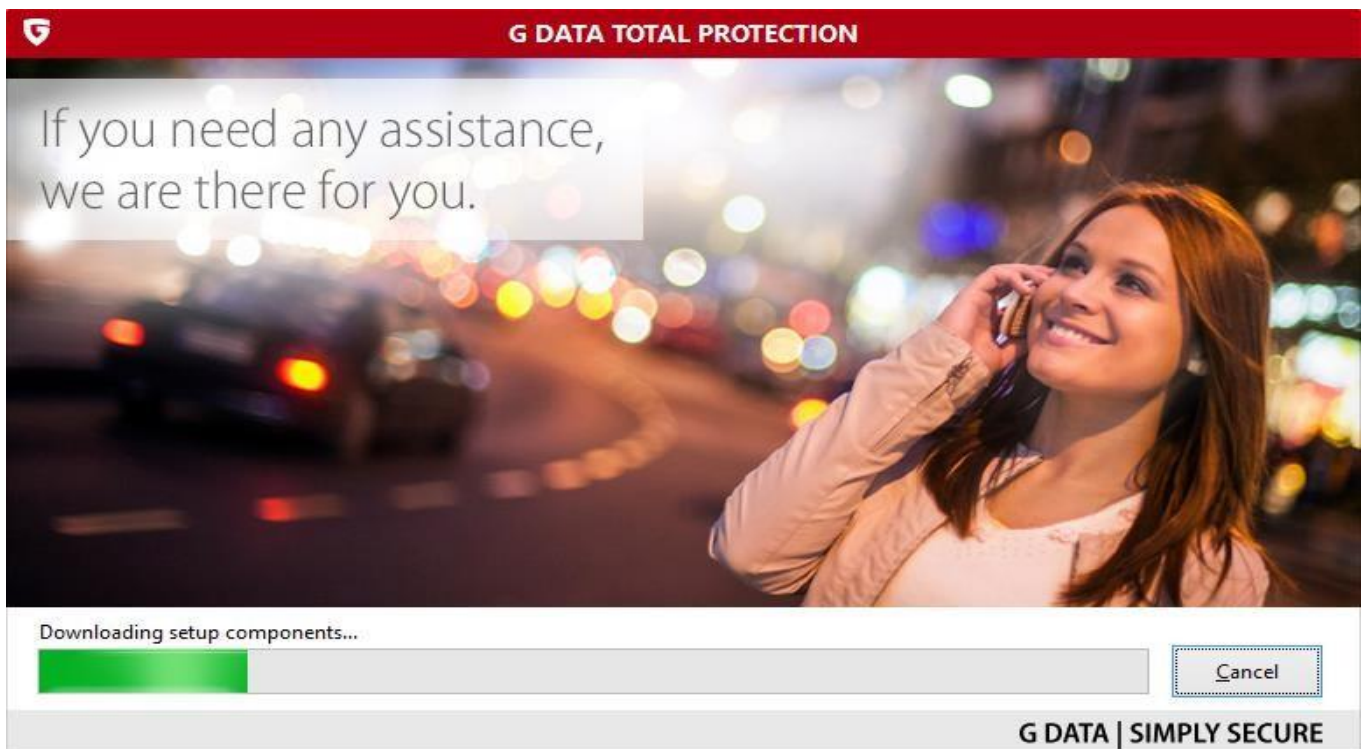 G DATA TOTAL PROTECTION
If you need any assistance,
we are there for you.
Downloading setup components...
Cancel
G DATA | SIMPLY SECURE